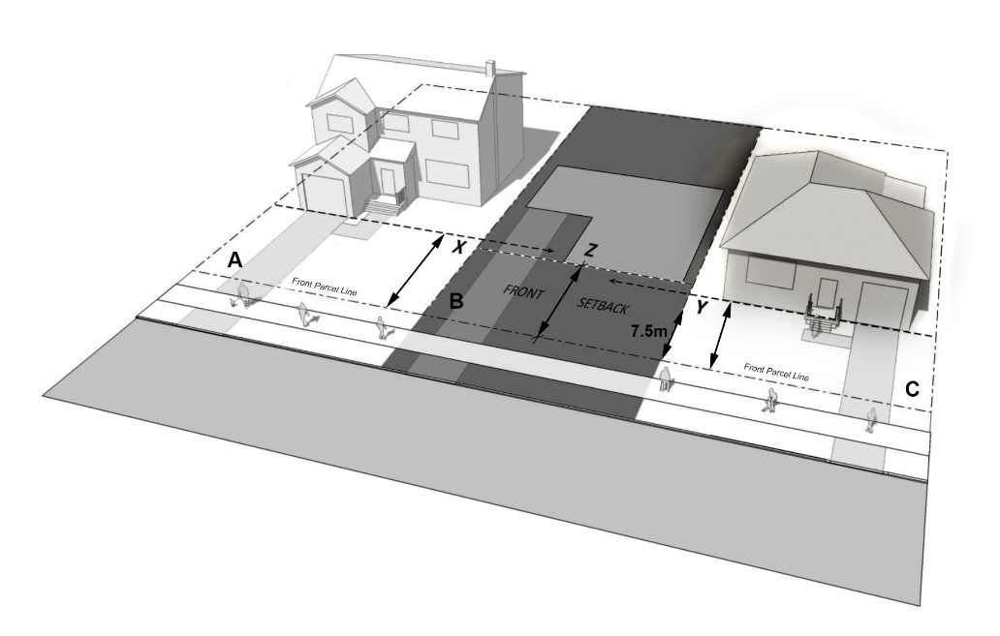 A
X
Z
Front Parcel Line
B
FRONT
SETBACK
Y
7.5m
Front Parcel Line
C